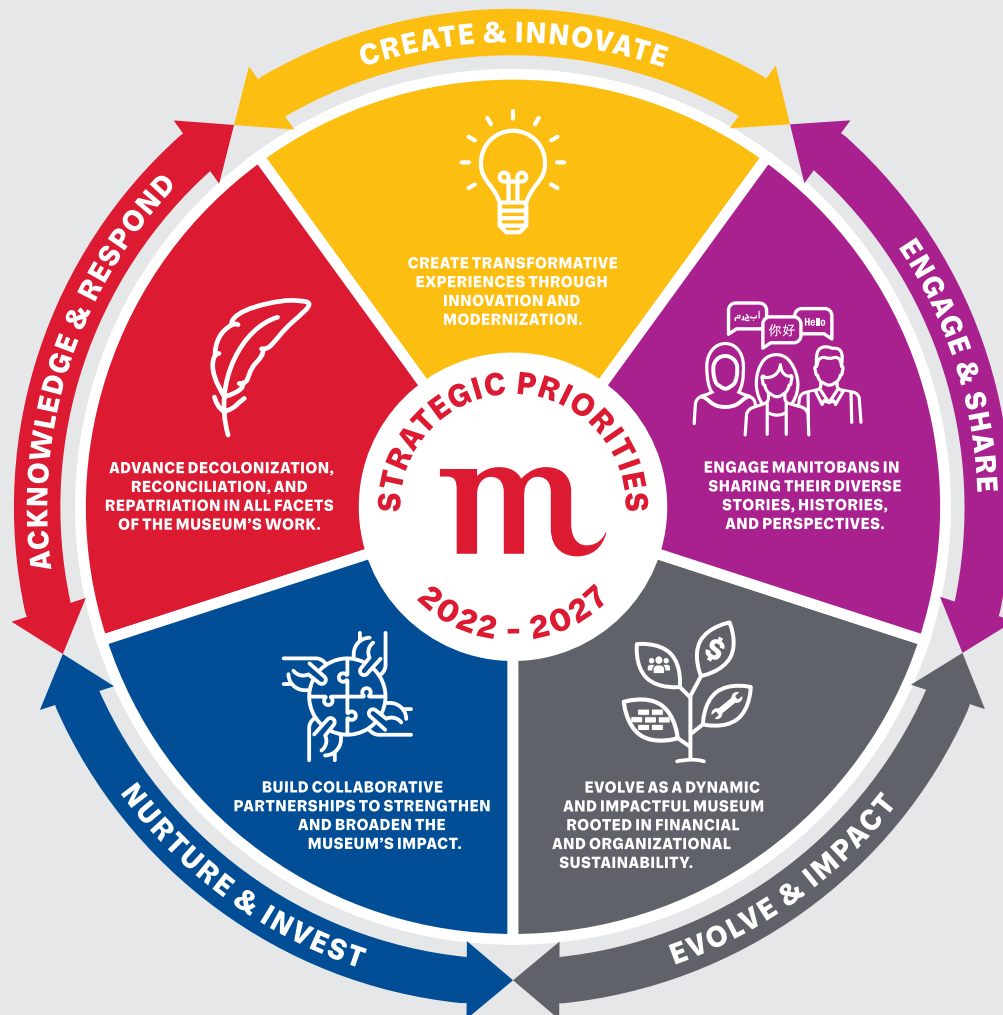 CREATE & INNOVATE
CREATE TRANSFORMATIVE
EXPERIENCES THROUGH
INNOVATION AND
MODERNIZATION.
ENGAGE & SHARE
你好
Hello
ENGAGE MANITOBANS IN
SHARING THEIR DIVERSE
STORIES, HISTORIES,
AND PERSPECTIVES.
EVOLVE & IMPACT
$
EVOLVE AS A DYNAMIC
AND IMPACTFUL MUSEUM
ROOTED IN FINANCIAL
AND ORGANIZATIONAL
SUSTAINABILITY.
NURTURE & INVEST
BUILD COLLABORATIVE
PARTNERSHIPS TO STRENGTHEN
AND BROADEN THE
MUSEUM'S IMPACT.
ACKNOWLEDGE & RESPOND
ADVANCE DECOLONIZATION,
RECONCILIATION, AND
REPATRIATION IN ALL FACETS
OF THE MUSEUM'S WORK.
STRATEGIC PRIORITIES
m
2022 – 2027